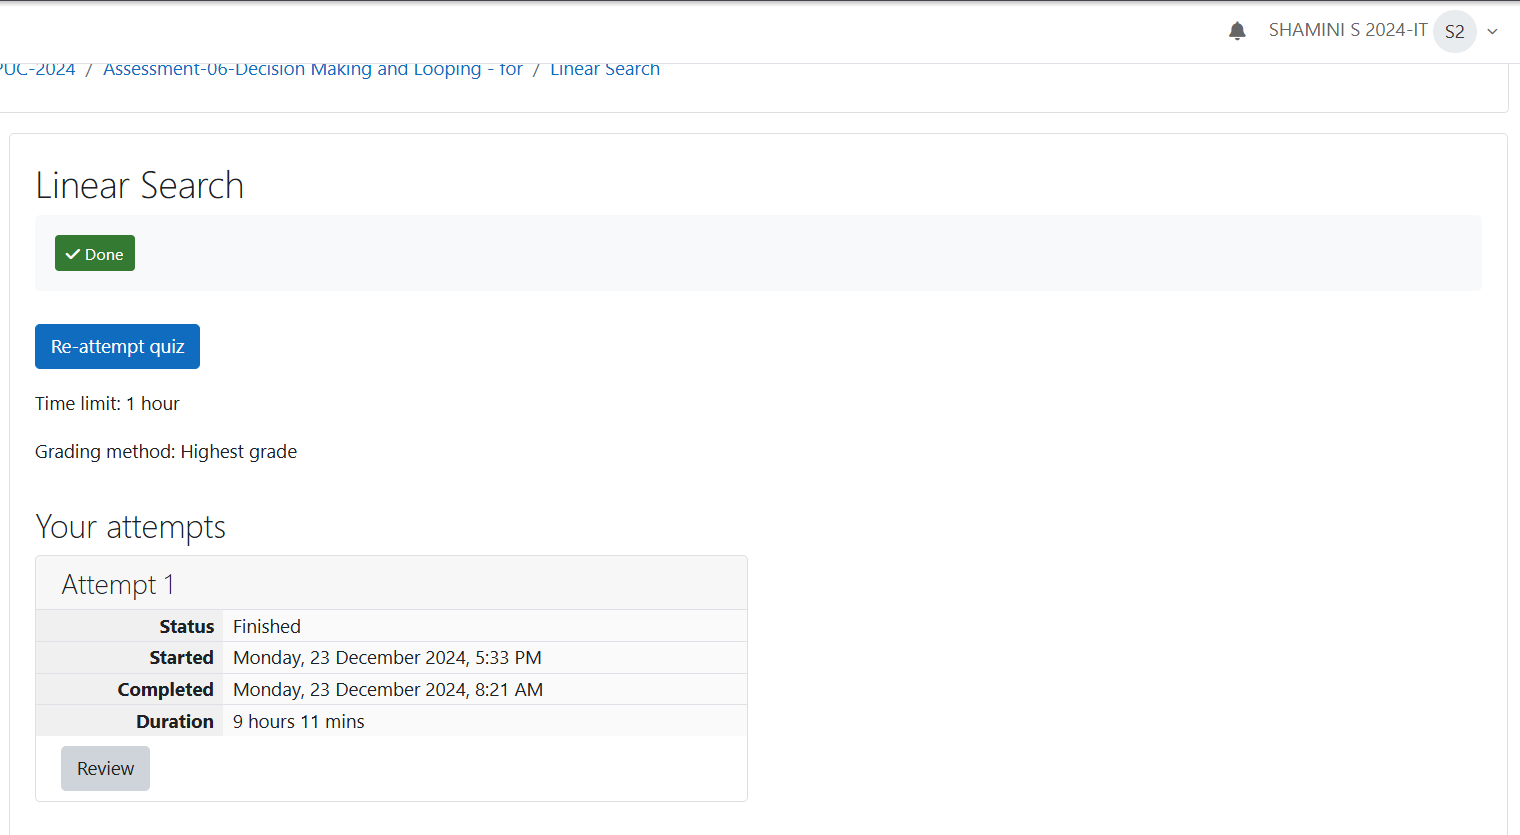 SHAMINI S 2024-IT S2
PUC-2024 / Assessment-06-Decision Making and Looping - for / Linear Search
Linear Search
Done
Re-attempt quiz
Time limit: 1 hour
Grading method: Highest grade
Your attempts
Attempt 1
Status Finished
Started Monday, 23 December 2024, 5:33 PM
Completed Monday, 23 December 2024, 8:21 AM
Duration 9 hours 11 mins
Review